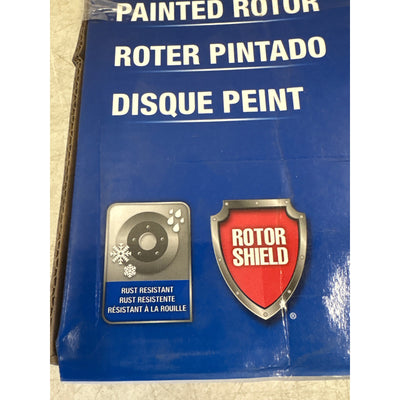 PAINTED ROTOR
ROTER PINTADO
DISQUE PEINT
RUST RESISTANT
RUST RESISTENTE
RÉSISTANT À LA ROUILLE
ROTOR
SHIELD
®